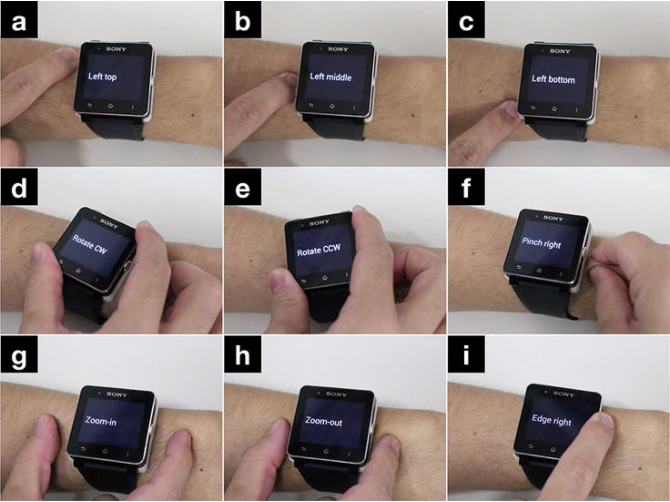 a
SONY
Left top
b
SONY
Left middle
c
SONY
Left bottom
d
SONY
Rotate CW
e
SONY
Rotate CCW
f
SONY
Pinch right
g
SONY
Zoom-in
h
SONY
Zoom-out
i
SONY
Edge right